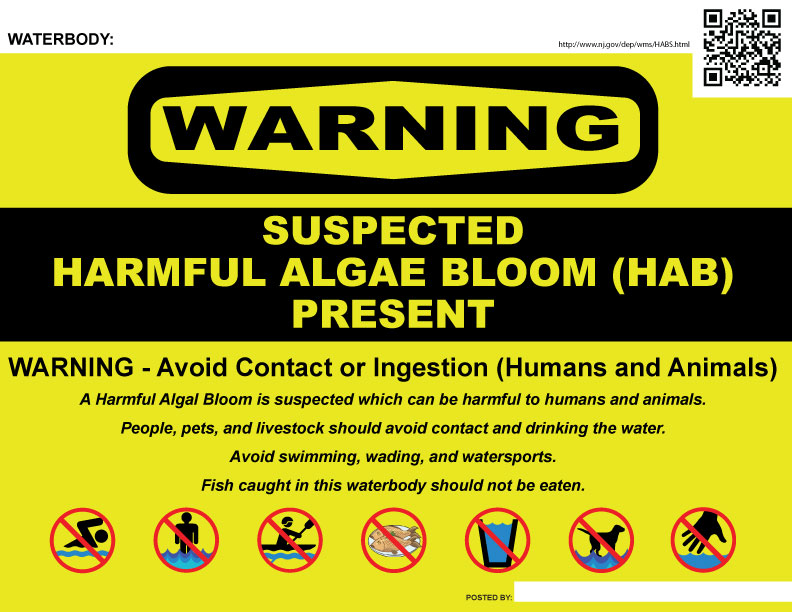 WATERBODY:
http://www.nj.gov/dep/wms/HABS.html
WARNING
SUSPECTED
HARMFUL ALGAE BLOOM (HAB)
PRESENT
WARNING - Avoid Contact or Ingestion (Humans and Animals)
A Harmful Algal Bloom is suspected which can be harmful to humans and animals.
People, pets, and livestock should avoid contact and drinking the water.
Avoid swimming, wading, and watersports.
Fish caught in this waterbody should not be eaten.
POSTED BY: